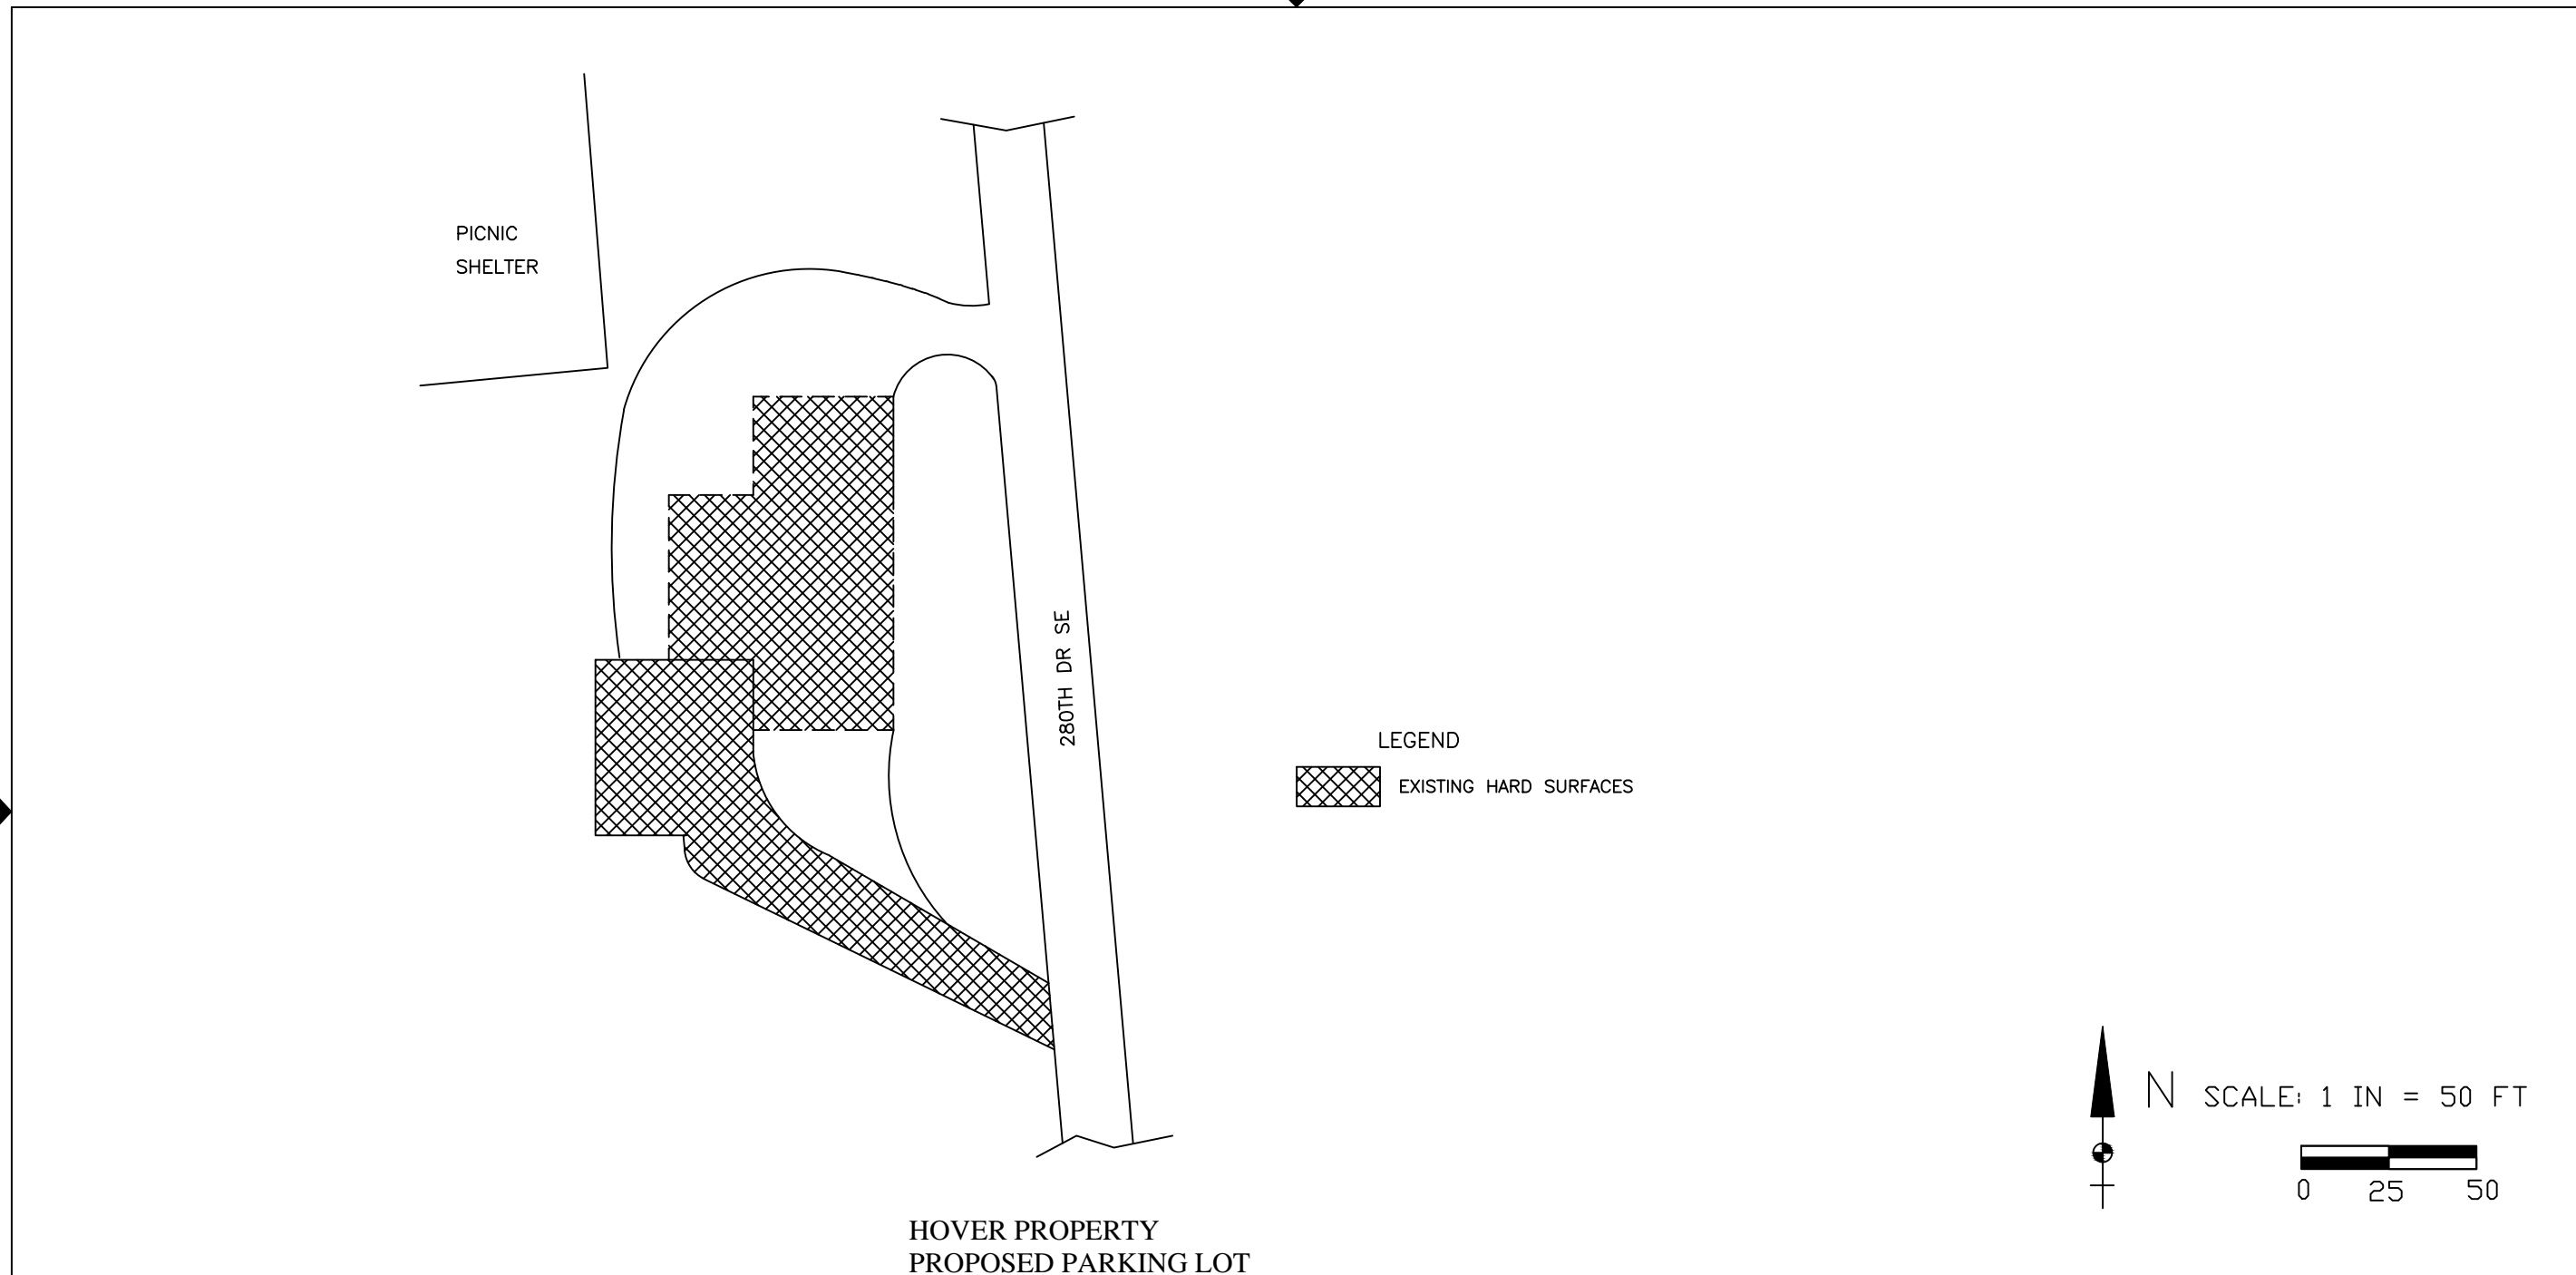 PICNIC
SHELTER
280TH DR SE
LEGEND
EXISTING HARD SURFACES
N
SCALE: 1 IN = 50 FT
0 25 50
HOVER PROPERTY
PROPOSED PARKING LOT